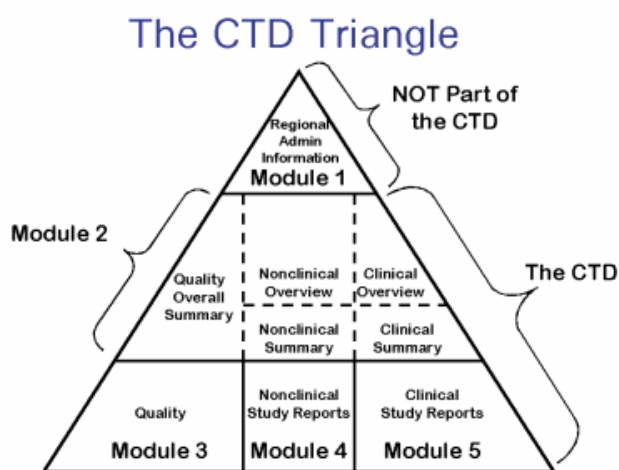 The CTD Triangle
NOT Part of
the CTD
Regional
Admin
Information
Module 1
Module 2
The CTD
Quality
Overall
Summary
Nonclinical
Overview
Clinical
Overview
Nonclinical
Summary
Clinical
Summary
Quality
Module 3
Nonclinical
Study Reports
Module 4
Clinical
Study Reports
Module 5